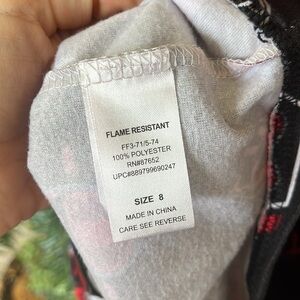 FLAME RESISTANT
FF3-71/5-74
100% POLYESTER
RN#87652
UPC#889799690247
SIZE 8
MADE IN CHINA
CARE SEE REVERSE